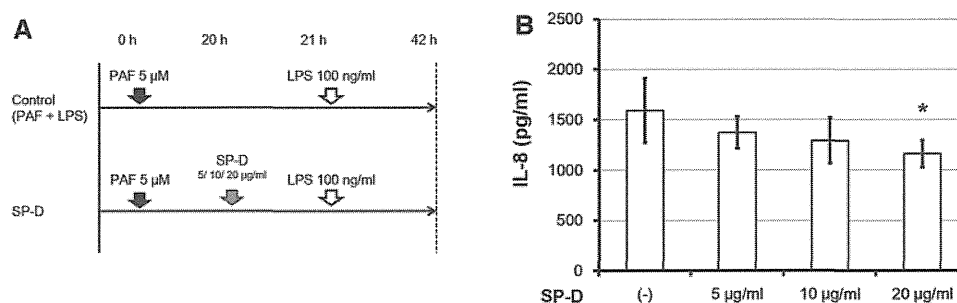 A
0 h 20 h 21 h 42 h
PAF 5 μM LPS 100 ng/ml
Control
(PAF + LPS)
SP-D
5/ 10/ 20 μg/ml
PAF 5 μM LPS 100 ng/ml
SP-D
B
IL-8 (pg/ml)
2500
2000
1500
1000
500
0
*
SP-D (-) 5 μg/ml 10 μg/ml 20 μg/ml